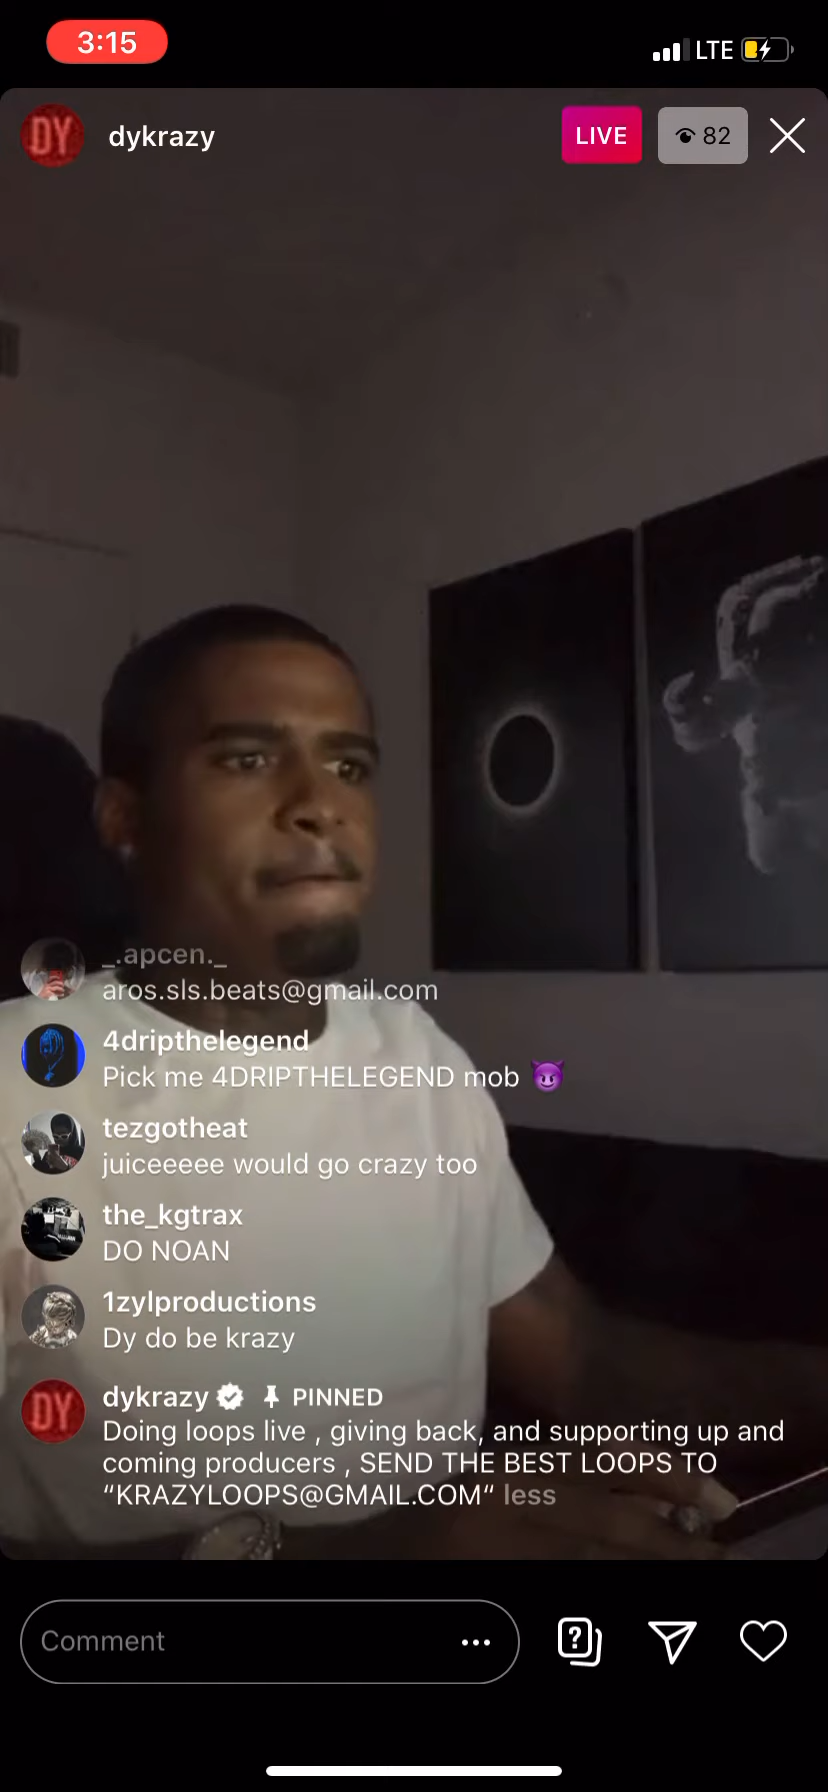 3:15
LTE
DY
dykrazy
LIVE
82
_.apcen._
aros.sls.beats@gmail.com
4dripthelegend
Pick me 4DRIPTHELEGEND mob 😈
tezgotheat
juiceeeee would go crazy too
the_kgtrax
DO NOAN
1zylproductions
Dy do be krazy
DY
dykrazy PINNED
Doing loops live , giving back, and supporting up and
coming producers , SEND THE BEST LOOPS TO
“KRAZYLOOPS@GMAIL.COM“ less
Comment